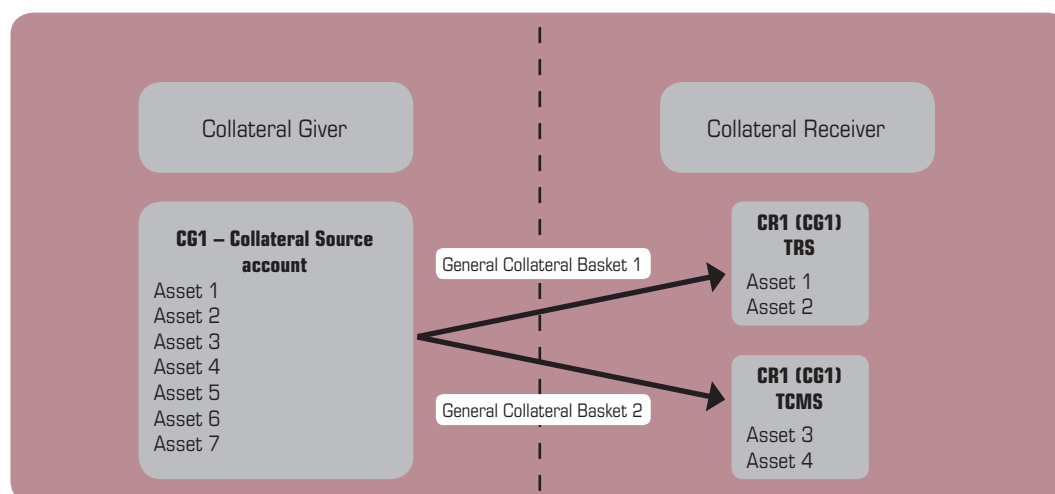 Collateral Giver
Collateral Receiver
CG1 – Collateral Source
account
Asset 1
Asset 2
Asset 3
Asset 4
Asset 5
Asset 6
Asset 7
General Collateral Basket 1
General Collateral Basket 2
CR1 (CG1)
TRS
Asset 1
Asset 2
CR1 (CG1)
TCMS
Asset 3
Asset 4